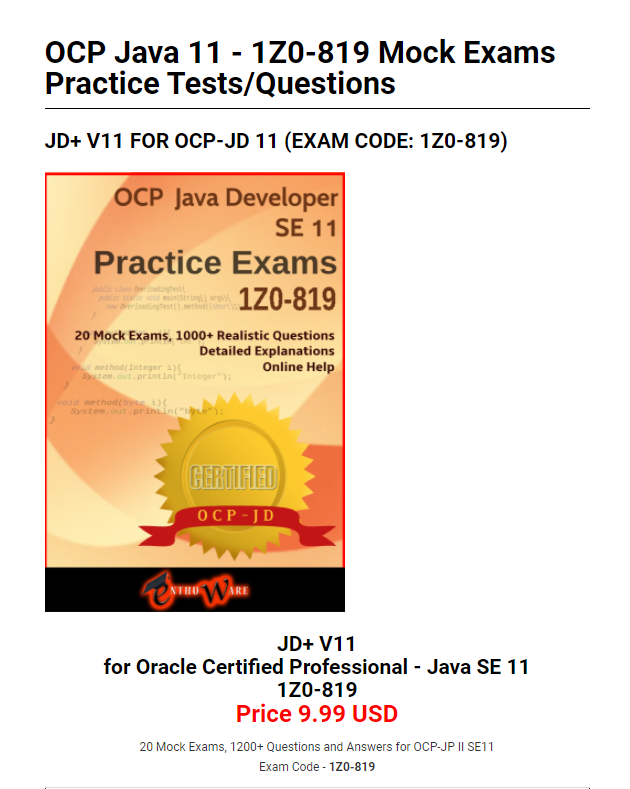 OCP Java 11 - 1Z0-819 Mock Exams
Practice Tests/Questions
JD+ V11 FOR OCP-JD 11 (EXAM CODE: 1Z0-819)
OCP Java Developer
SE 11
Practice Exams
public class OverloadingTest{
public static void main(String[] args){
new OverloadingTest().method((short)
}
1Z0-819
20 Mock Exams, 1000+ Realistic Questions
Detailed Explanations
Online Help
}
void method(Integer i){
System.out.println("Integer");
}
void method(byte i){
System.out.println("byte");
}
CERTIFIED
OCP-JD
ENTHUWARE
JD+ V11
for Oracle Certified Professional - Java SE 11
1Z0-819
Price 9.99 USD
20 Mock Exams, 1200+ Questions and Answers for OCP-JP II SE11
Exam Code - 1Z0-819